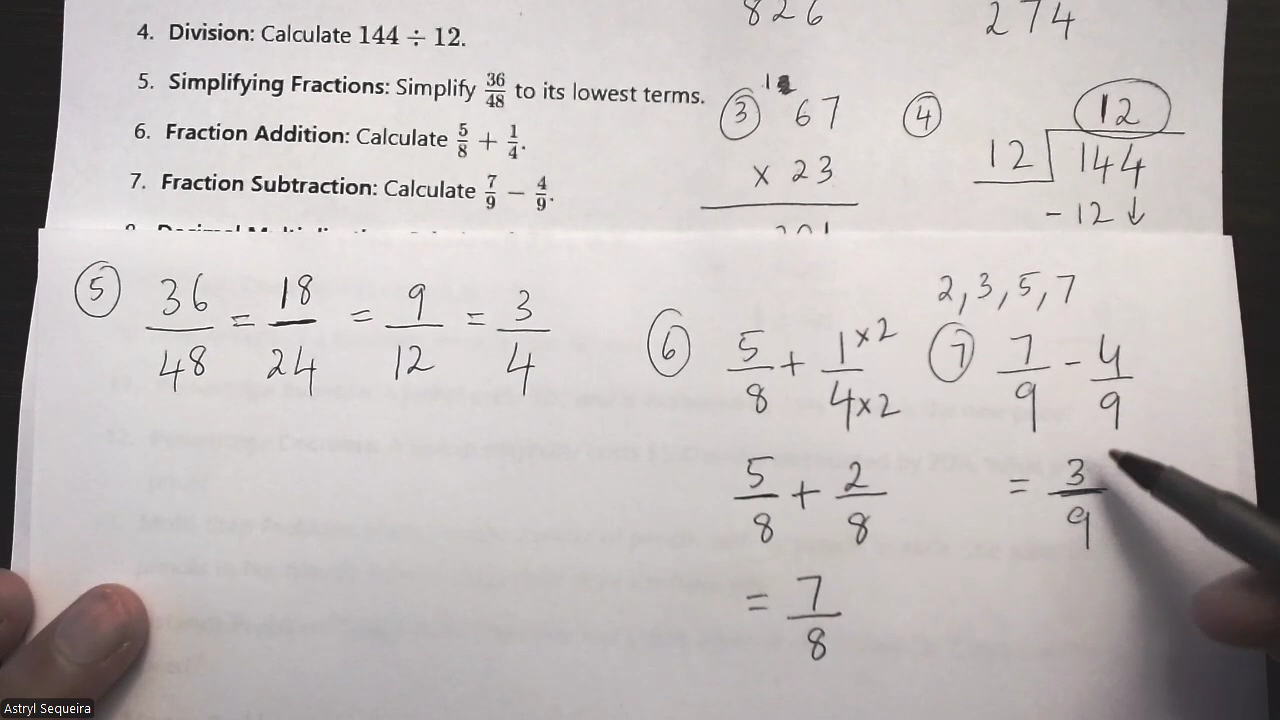 826
274
4. Division: Calculate 144 ÷ 12.
5. Simplifying Fractions: Simplify 36/48 to its lowest terms.
6. Fraction Addition: Calculate 5/8 + 1/4.
7. Fraction Subtraction: Calculate 7/9 − 4/9.
③ 67
× 23
201
④ 12
12 144
- 12 ↓
⑤ 36/48 = 18/24 = 9/12 = 3/4
⑥ 5/8 + 1×2/4×2
5/8 + 2/8
= 7/8
2, 3, 5, 7
⑦ 7/9 - 4/9
= 3/9
Astryl Sequeira